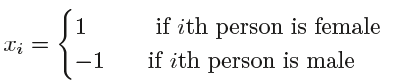 x_i = { 1 if ith person is female
−1 if ith person is male